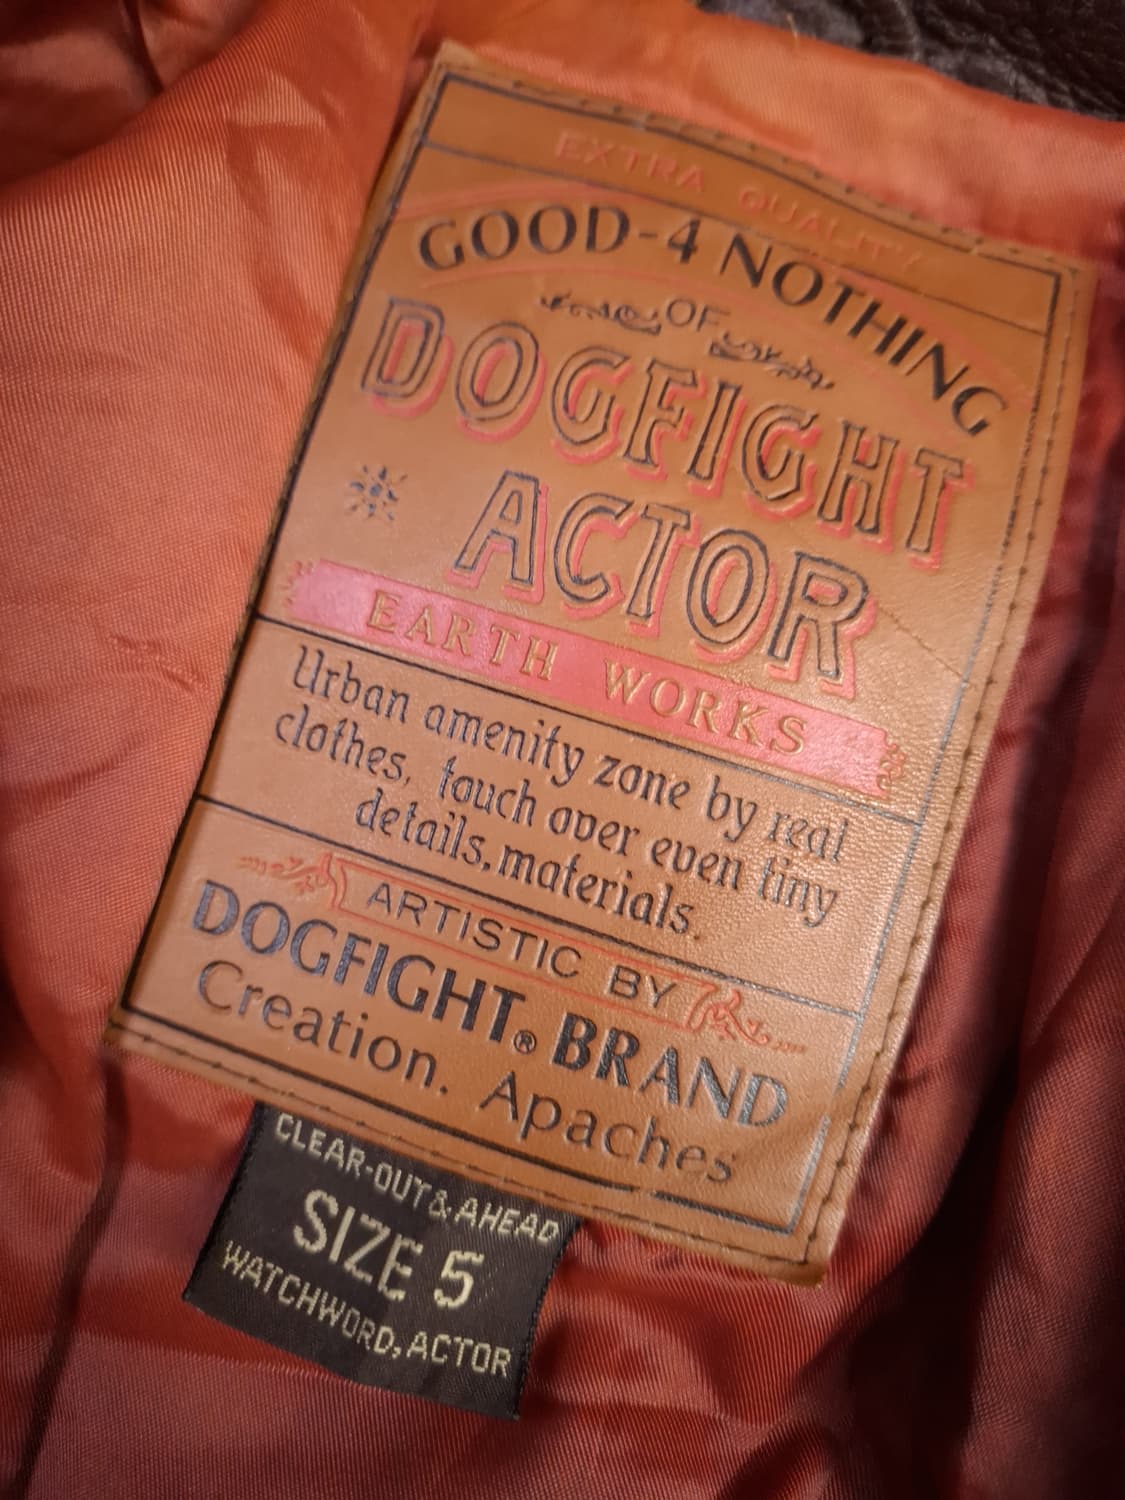 EXTRA QUALITY
GOOD-4 NOTHING
OF
DOGFIGHT
ACTOR
EARTH WORKS
Urban amenity zone by real
clothes, touch over even tiny
details, materials.
ARTISTIC BY
DOGFIGHT® BRAND
Creation. Apaches
CLEAR-OUT & AHEAD
SIZE 5
WATCHWORD, ACTOR